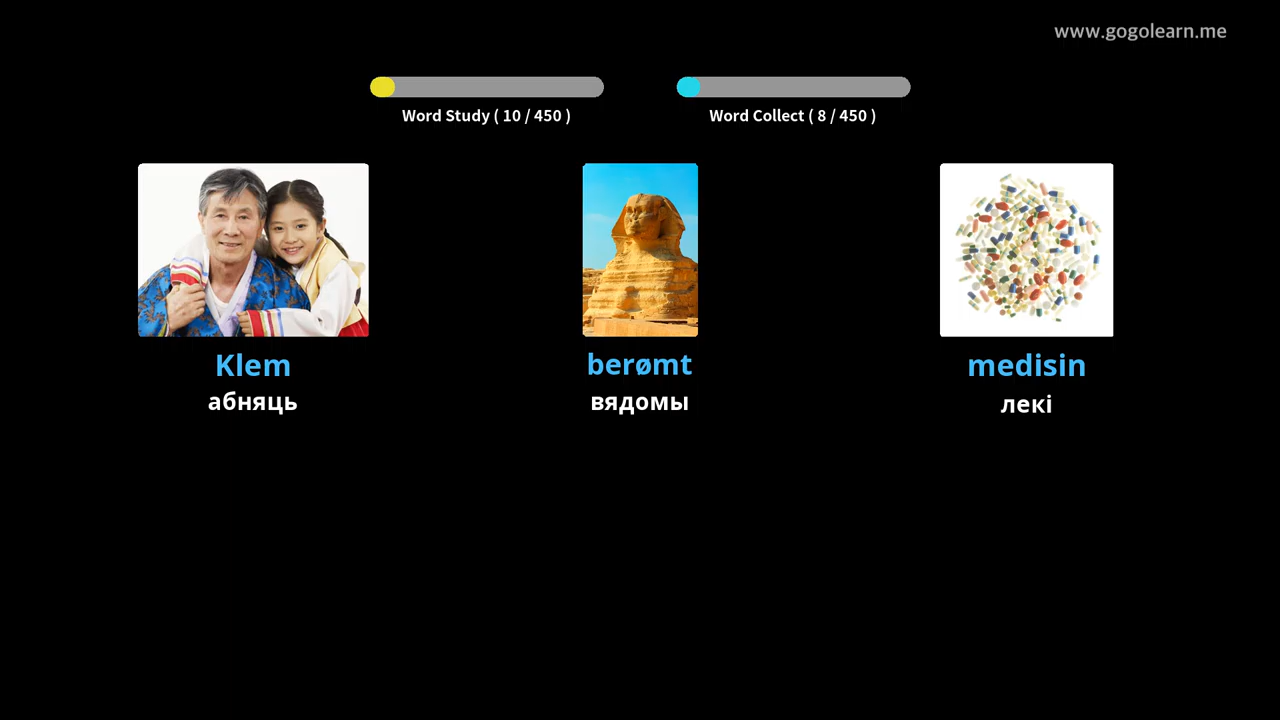 www.gogolearn.me
Word Study ( 10 / 450 )
Word Collect ( 8 / 450 )
Klem
абняць
berømt
вядомы
medisin
лекі